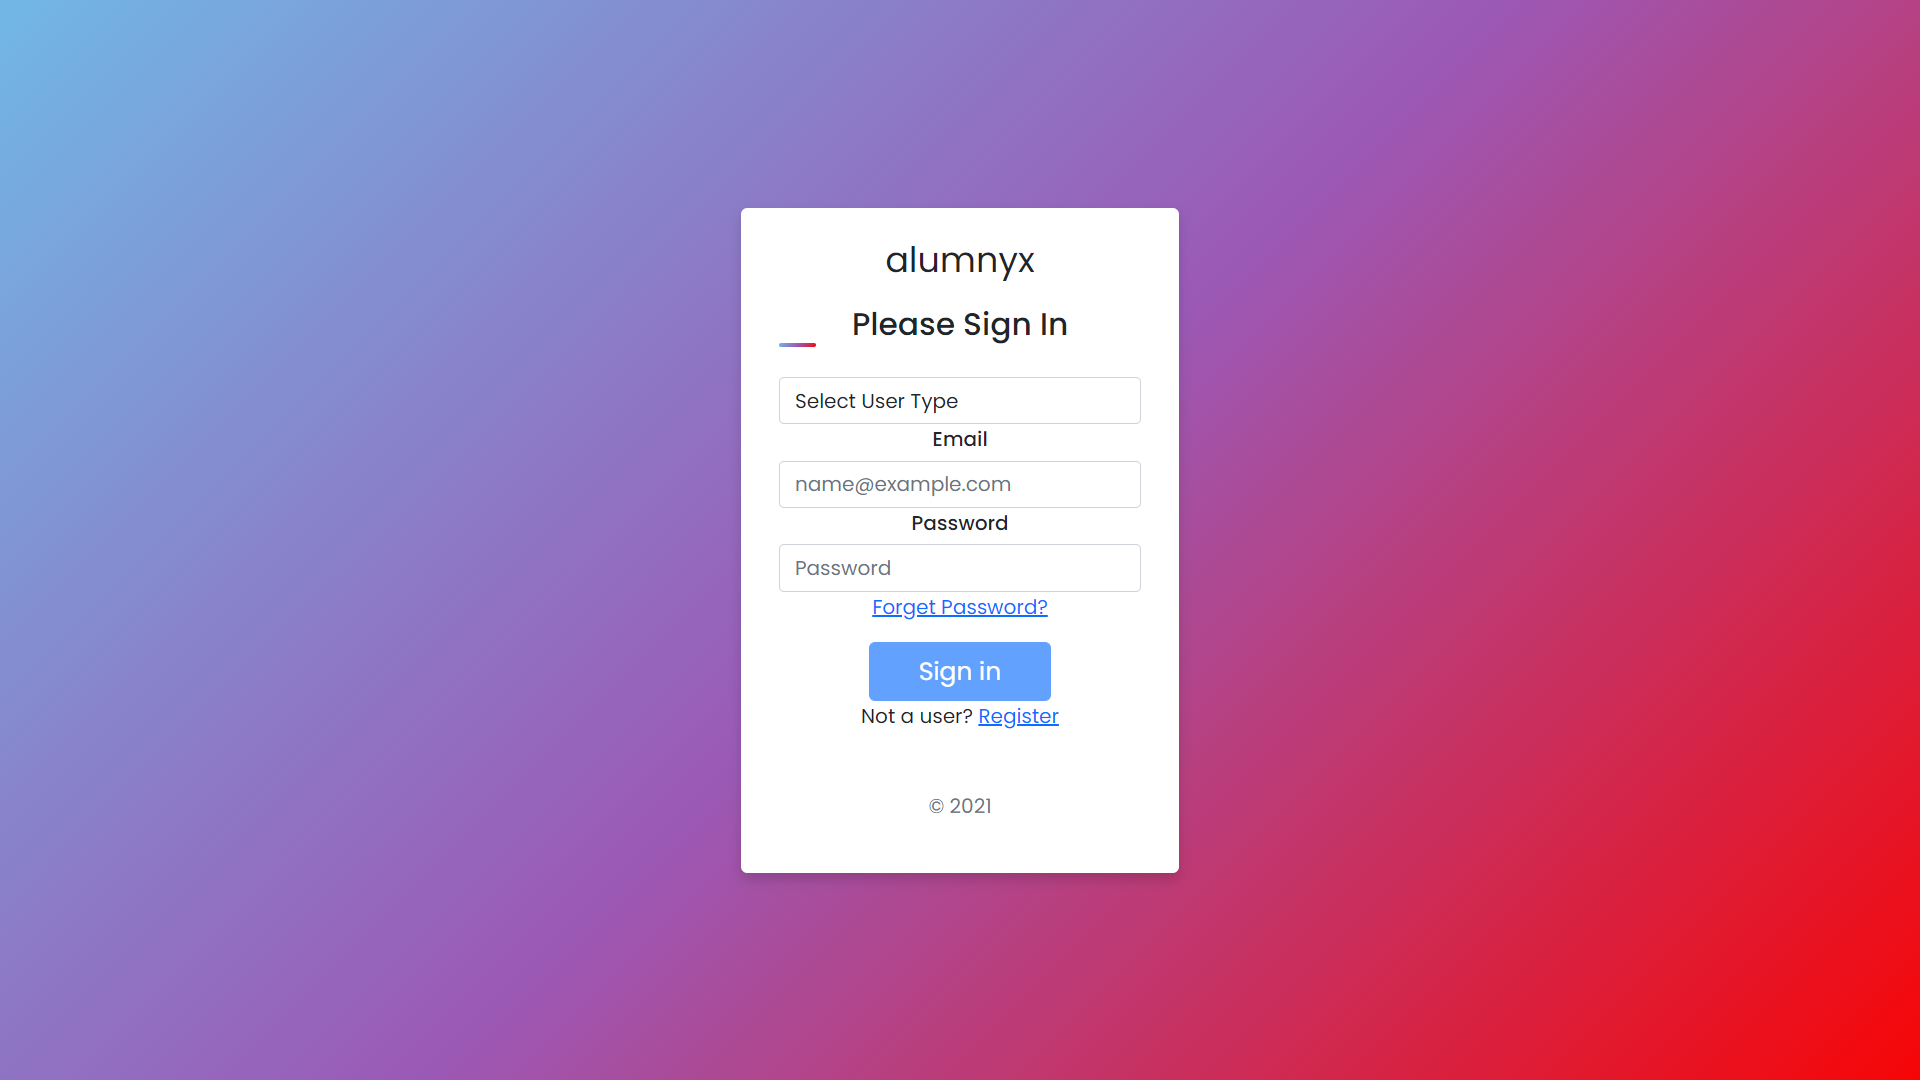 alumnyx
Please Sign In
Select User Type
Email
name@example.com
Password
Password
Forget Password?
Sign in
Not a user? Register
© 2021